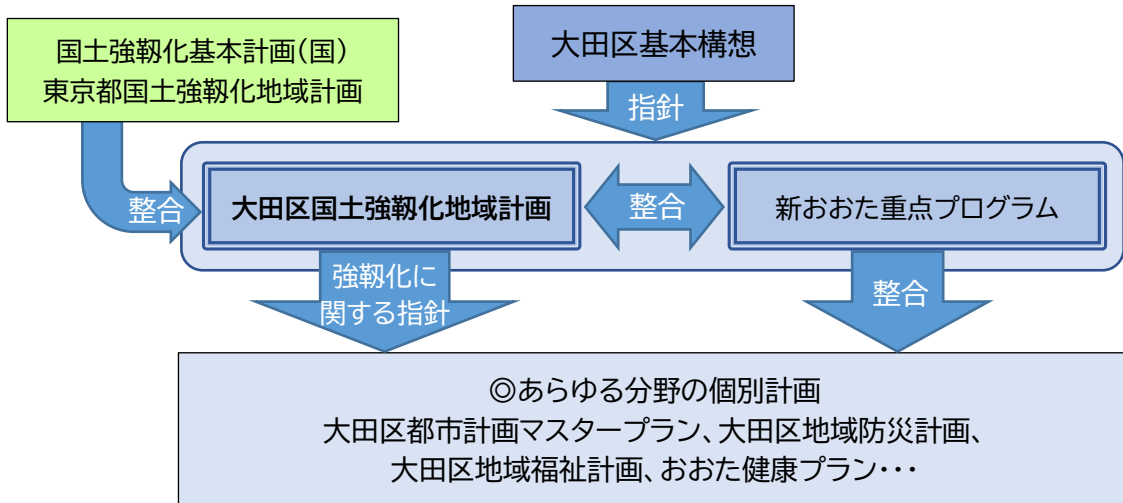 国土強靱化基本計画(国)
東京都国土強靱化地域計画
大田区基本構想
指針
整合
大田区国土強靱化地域計画
整合
新おおた重点プログラム
強靱化に
関する指針
整合
◎あらゆる分野の個別計画
大田区都市計画マスタープラン、大田区地域防災計画、
大田区地域福祉計画、おおた健康プラン･･･